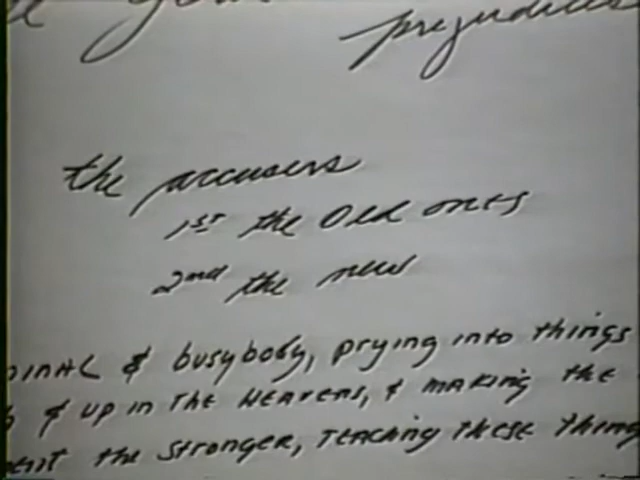 prejudices
the accusers
1st the Old ones
2nd the new
& busybody, prying into things
& up in THE HEAVENS, & MAKING the
the stronger, TEACHING these